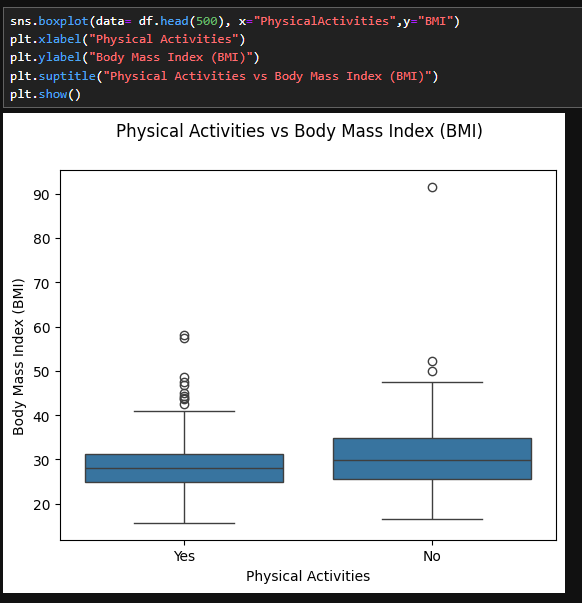 sns.boxplot(data= df.head(500), x="PhysicalActivities",y="BMI")
plt.xlabel("Physical Activities")
plt.ylabel("Body Mass Index (BMI)")
plt.suptitle("Physical Activities vs Body Mass Index (BMI)")
plt.show()
Physical Activities vs Body Mass Index (BMI)
90
80
70
60
50
40
30
20
Body Mass Index (BMI)
Yes
No
Physical Activities